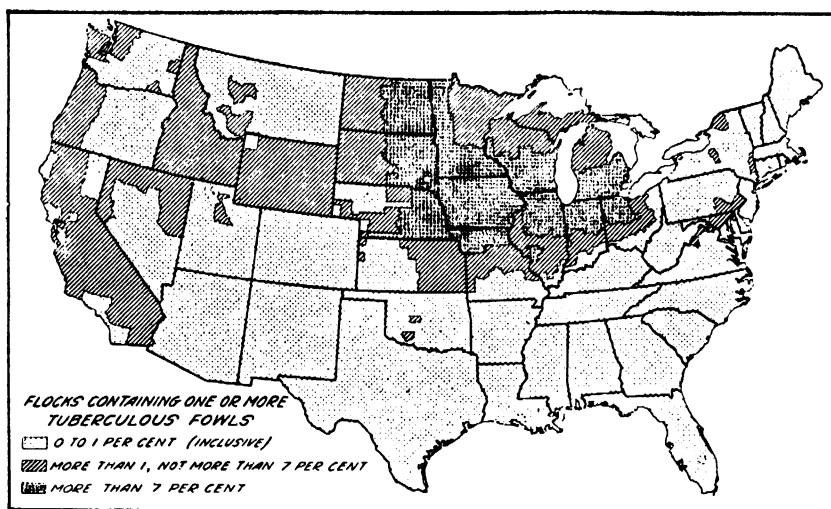 FLOCKS CONTAINING ONE OR MORE
TUBERCULOUS FOWLS
0 TO 1 PER CENT (INCLUSIVE)
MORE THAN 1, NOT MORE THAN 7 PER CENT
MORE THAN 7 PER CENT